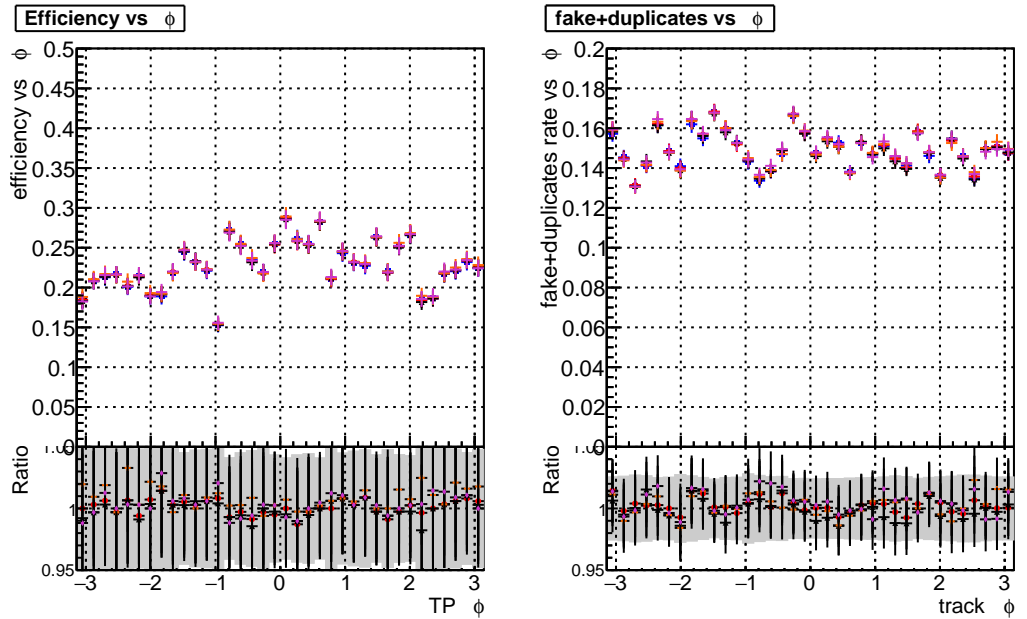 Efficiency vs φ
efficiency vs φ
0.5
0.45
0.4
0.35
0.3
0.25
0.2
0.15
0.1
0.05
0
Ratio
1
0.95
−3 −2 −1 0 1 2 3
TP φ
fake+duplicates vs φ
fake+duplicates rate vs φ
0.2
0.18
0.16
0.14
0.12
0.1
0.08
0.06
0.04
0.02
0
Ratio
1
0.95
−3 −2 −1 0 1 2 3
track φ